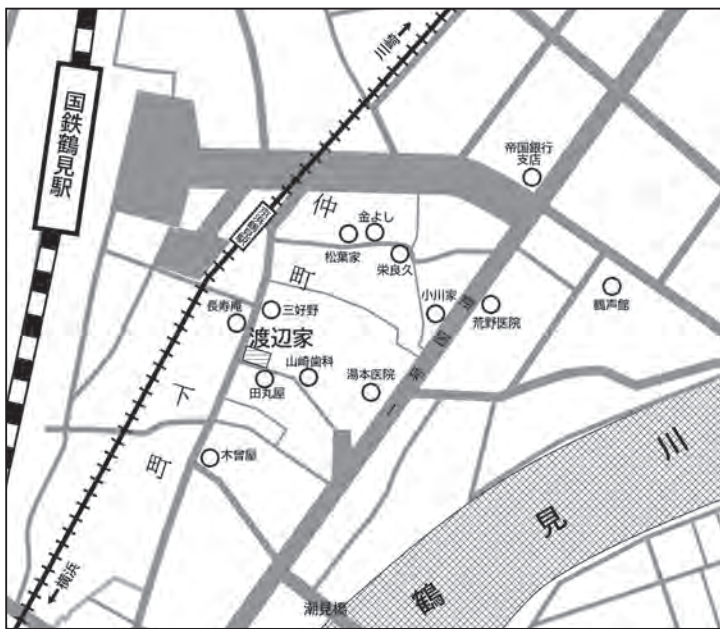 川崎
国鉄鶴見駅
帝国銀行
支店
仲町
金よし
松葉家
栄良久
小川家
荒野医院
鶴声館
長寿庵
三好野
渡辺家
山崎歯科
田丸屋
湯本医院
下町
木曾屋
鶴見川
横浜
潮見橋